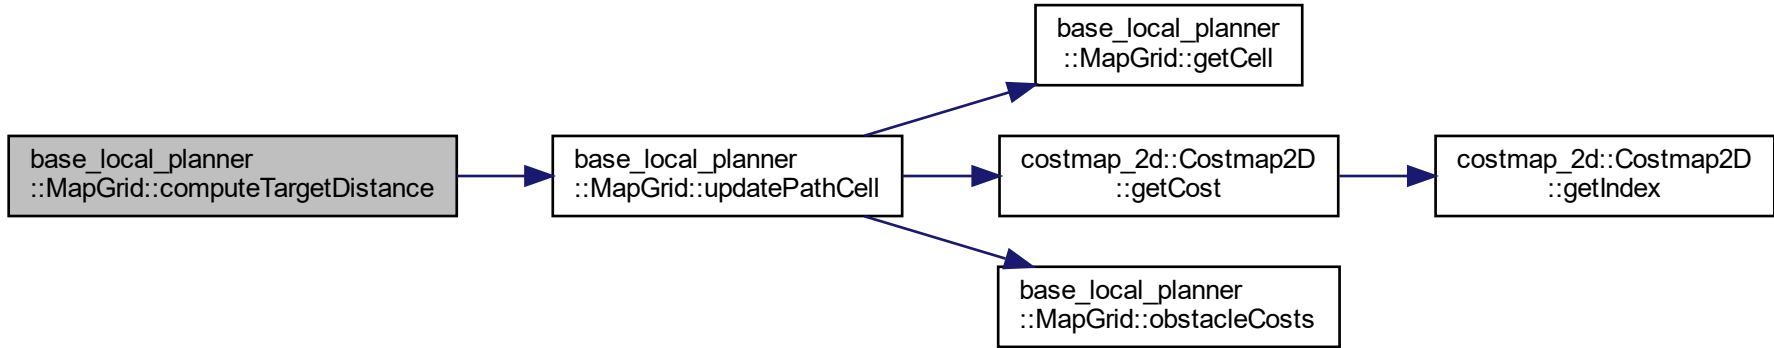 base_local_planner
::MapGrid::computeTargetDistance
base_local_planner
::MapGrid::updatePathCell
base_local_planner
::MapGrid::getCell
costmap_2d::Costmap2D
::getCost
costmap_2d::Costmap2D
::getIndex
base_local_planner
::MapGrid::obstacleCosts